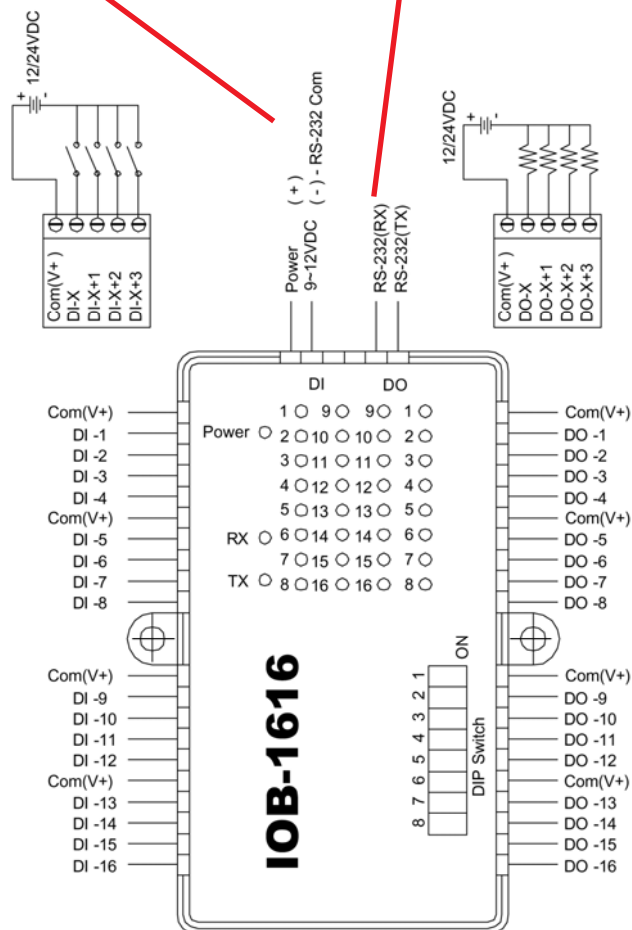 12/24VDC
+ -
Com(V+ )
DI-X
DI-X+1
DI-X+2
DI-X+3
Power ( + )
9~12VDC ( - ) - RS-232 Com
RS-232(RX)
RS-232(TX)
12/24VDC
+ -
Com(V+ )
DO-X
DO-X+1
DO-X+2
DO-X+3
DI DO
1 9 9 1
Power 2 10 10 2
3 11 11 3
4 12 12 4
5 13 13 5
RX 6 14 14 6
7 15 15 7
TX 8 16 16 8
Com(V+)
DI -1
DI -2
DI -3
DI -4
Com(V+)
DI -5
DI -6
DI -7
DI -8
Com(V+)
DI -9
DI -10
DI -11
DI -12
Com(V+)
DI -13
DI -14
DI -15
DI -16
IOB-1616
ON
1 2 3 4 5 6 7 8
DIP Switch
Com(V+)
DO -1
DO -2
DO -3
DO -4
Com(V+)
DO -5
DO -6
DO -7
DO -8
Com(V+)
DO -9
DO -10
DO -11
DO -12
Com(V+)
DO -13
DO -14
DO -15
DO -16